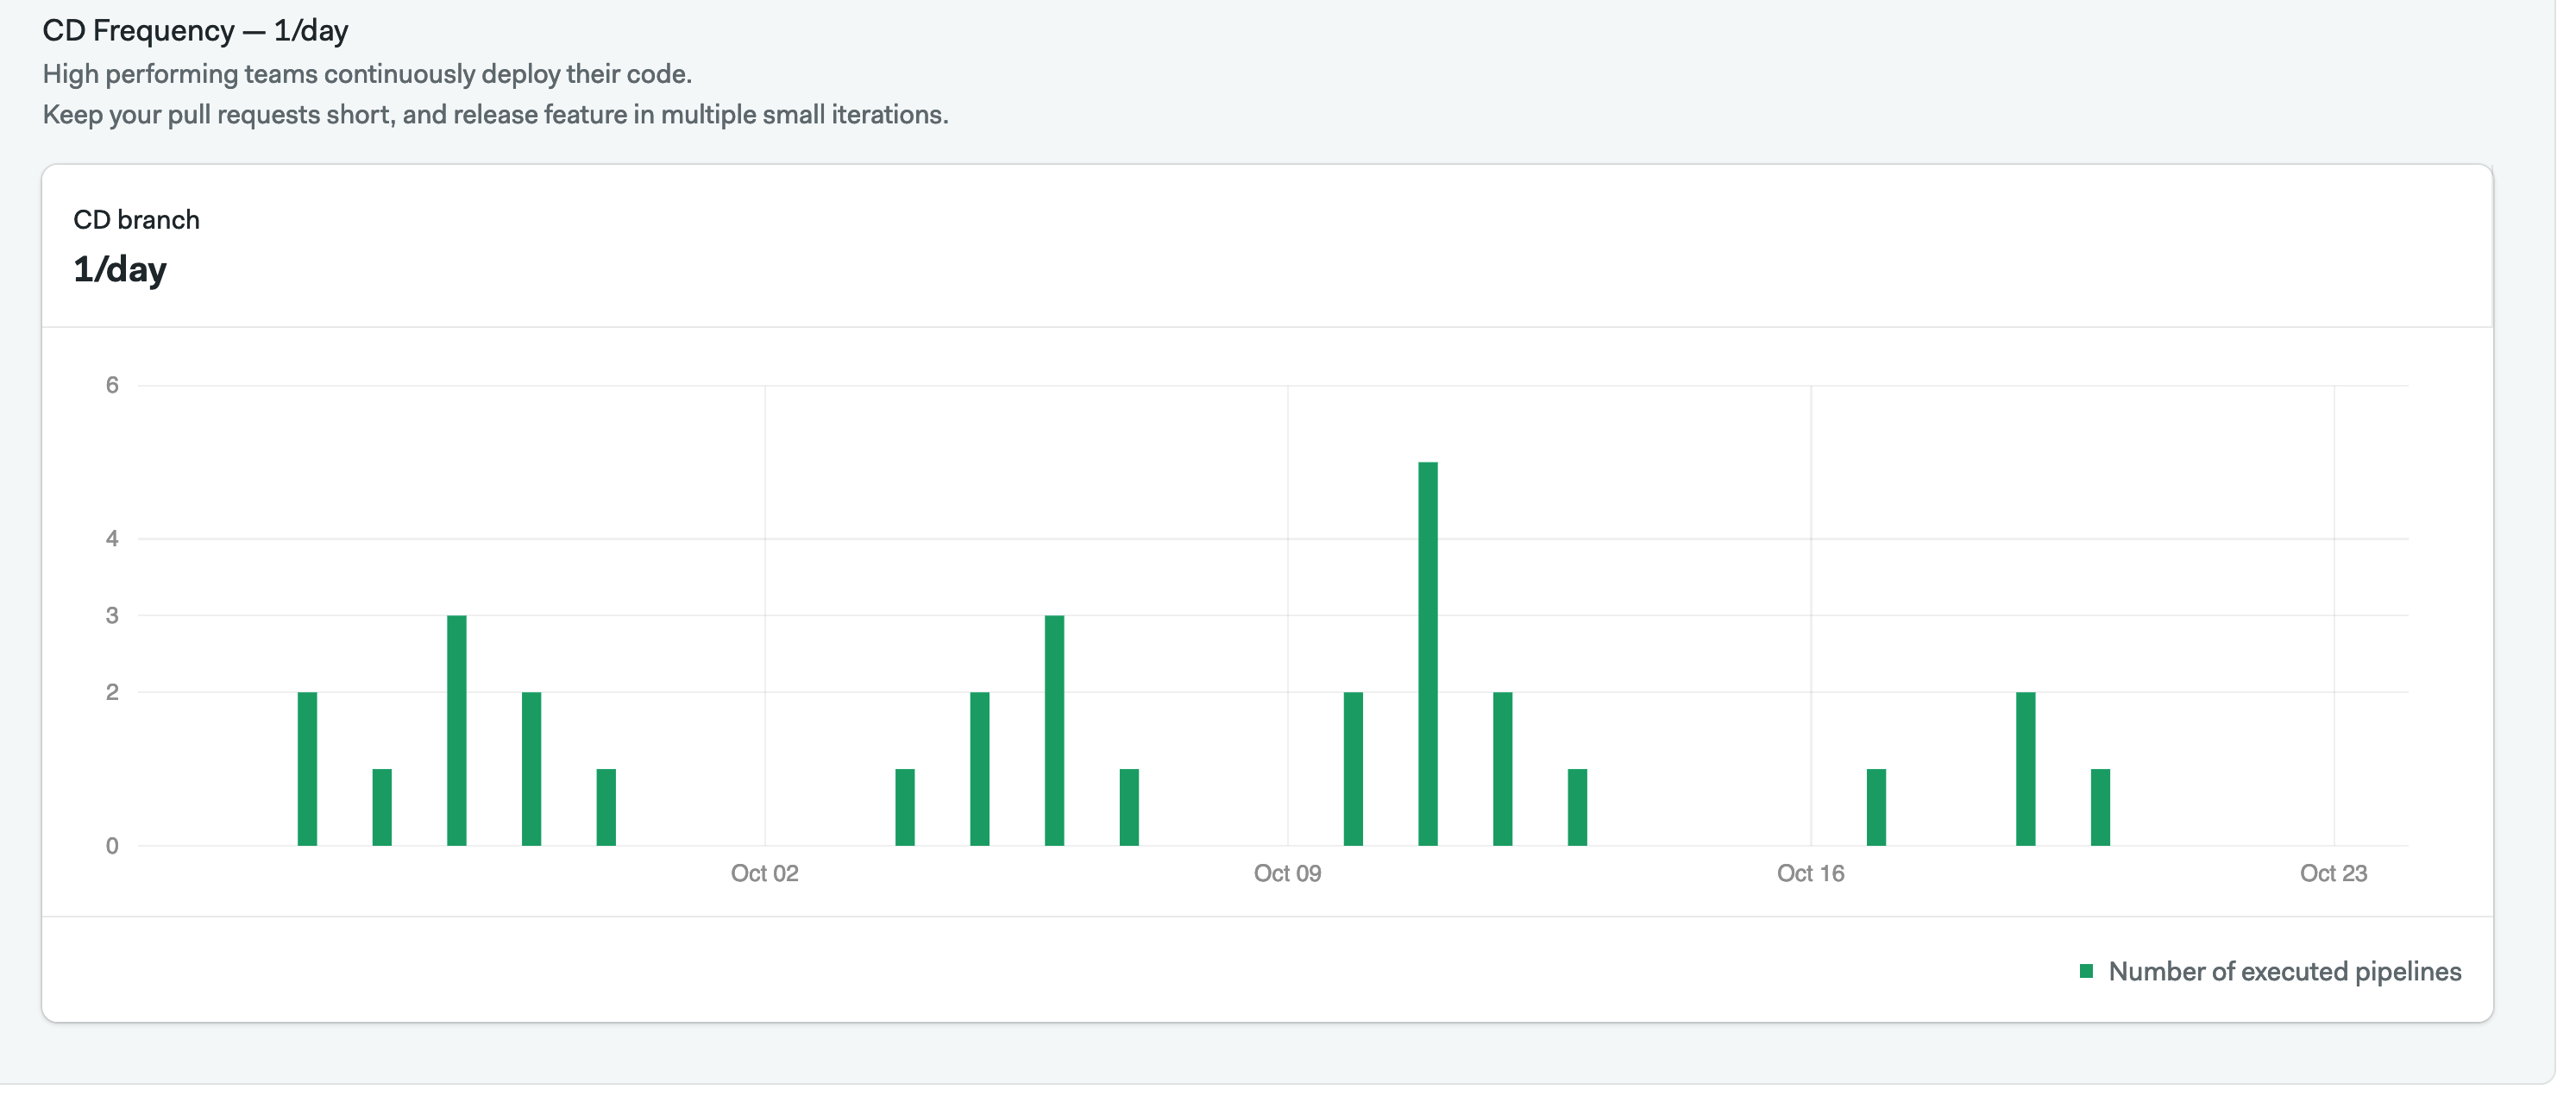 CD Frequency — 1/day
High performing teams continuously deploy their code.
Keep your pull requests short, and release feature in multiple small iterations.
CD branch
1/day
6
4
3
2
0
Oct 02
Oct 09
Oct 16
Oct 23
Number of executed pipelines